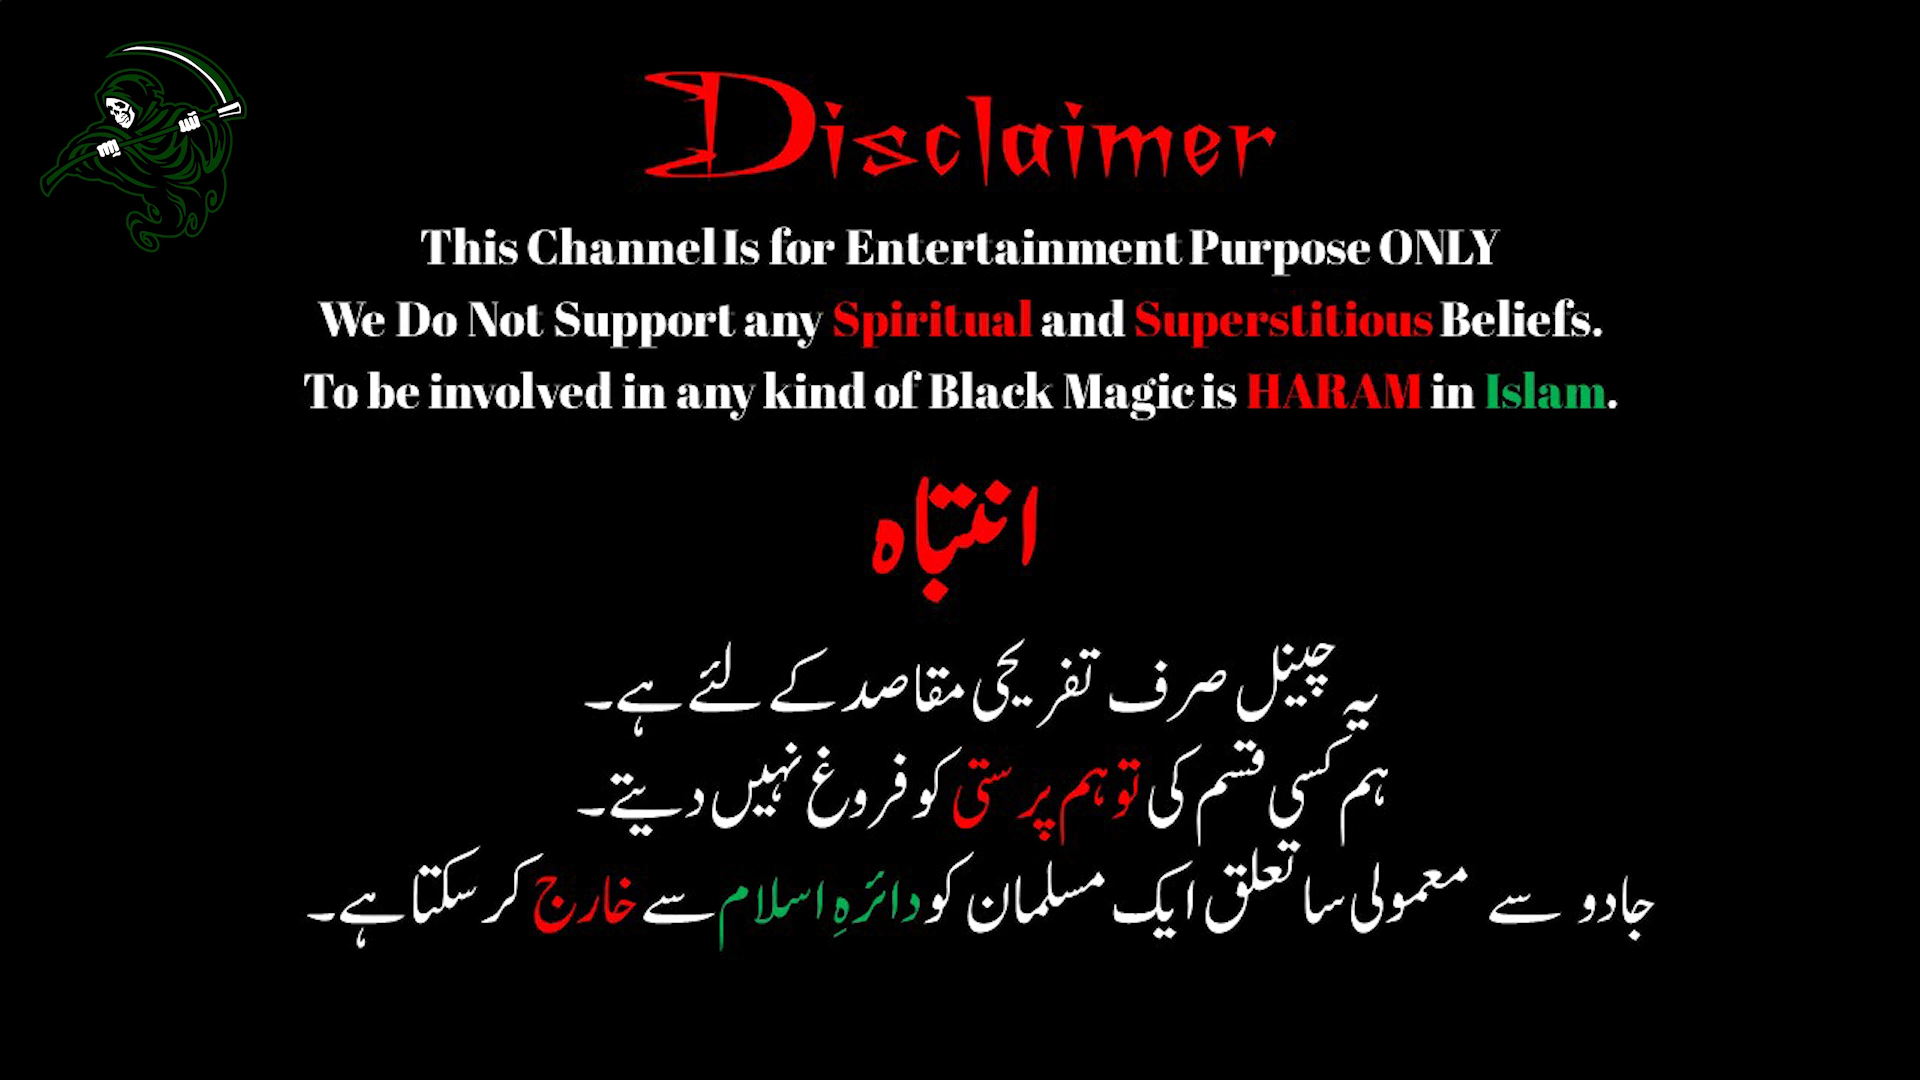 Disclaimer
This Channel Is for Entertainment Purpose ONLY
We Do Not Support any Spiritual and Superstitious Beliefs.
To be involved in any kind of Black Magic is HARAM in Islam.
انتباہ
یہ چینل صرف تفریحی مقاصد کے لئے ہے۔
ہم کسی قسم کی توہم پرستی کو فروغ نہیں دیتے۔
جادو سے معمولی سا تعلق ایک مسلمان کو دائرہِ اسلام سے خارج کر سکتا ہے۔